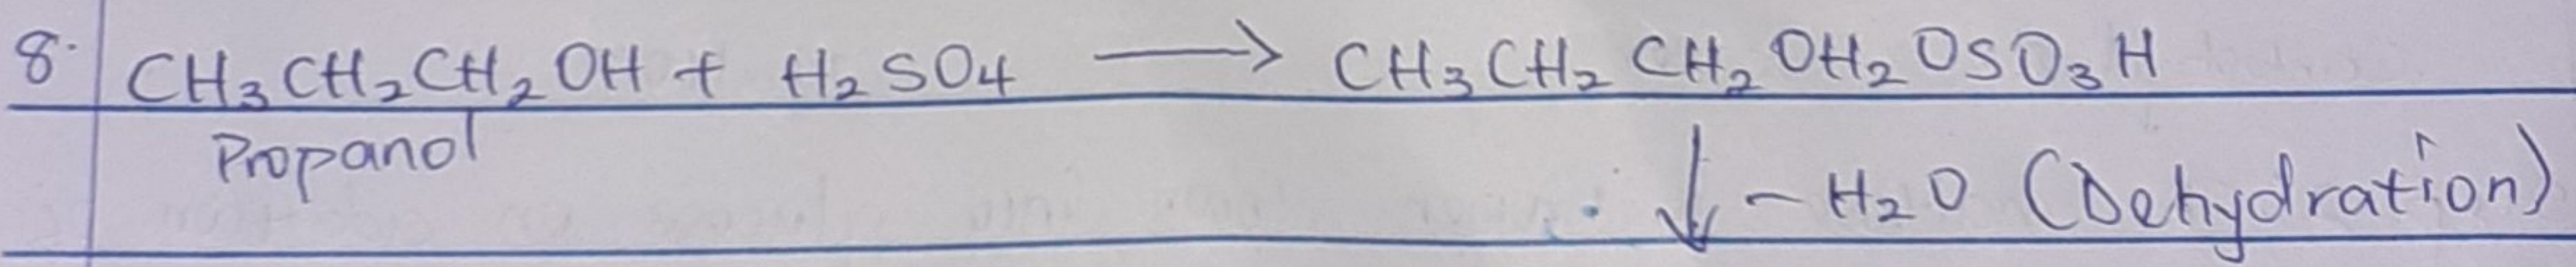 8. CH₃CH₂CH₂OH + H₂SO₄ ⟶ CH₃CH₂CH₂OH₂OSO₃H
Propanol
↓ - H₂O (Dehydration)